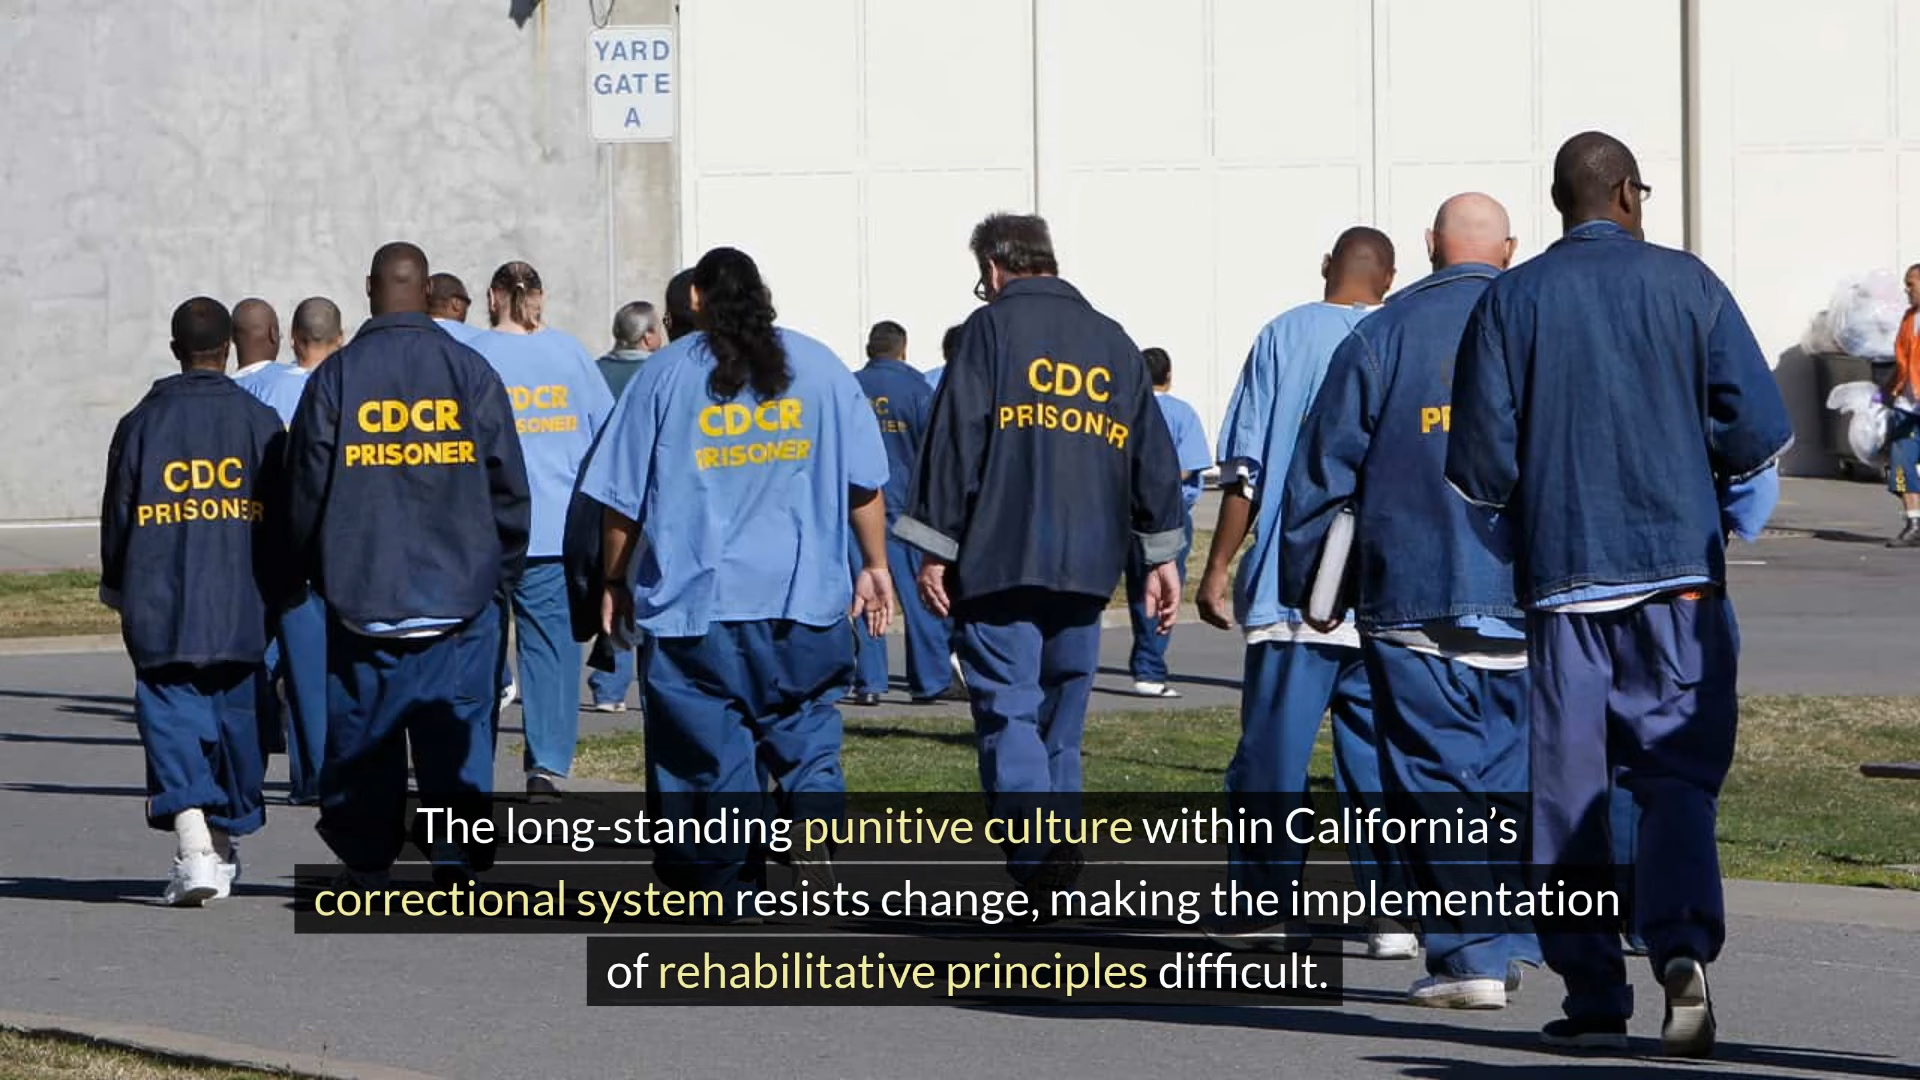 YARD
GATE
A
CDC
PRISONER
CDCR
PRISONER
CDCR
PRISONER
CDC
PRISONER
The long-standing punitive culture within California’s
correctional system resists change, making the implementation
of rehabilitative principles difficult.